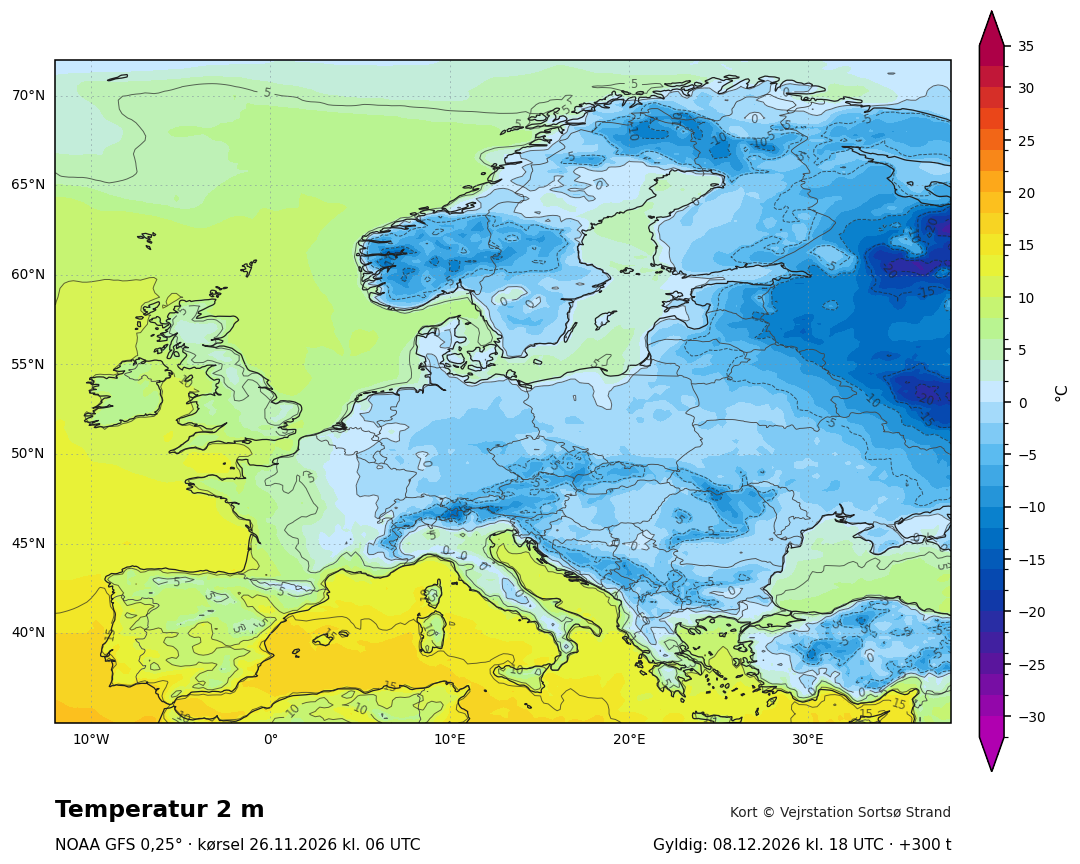 70°N
65°N
60°N
55°N
50°N
45°N
40°N
10°W
0°
10°E
20°E
30°E
35
30
25
20
15
10
5
0
−5
−10
−15
−20
−25
−30
°C
Temperatur 2 m
Kort © Vejrstation Sortsø Strand
NOAA GFS 0,25° · kørsel 26.11.2026 kl. 06 UTC
Gyldig: 08.12.2026 kl. 18 UTC · +300 t